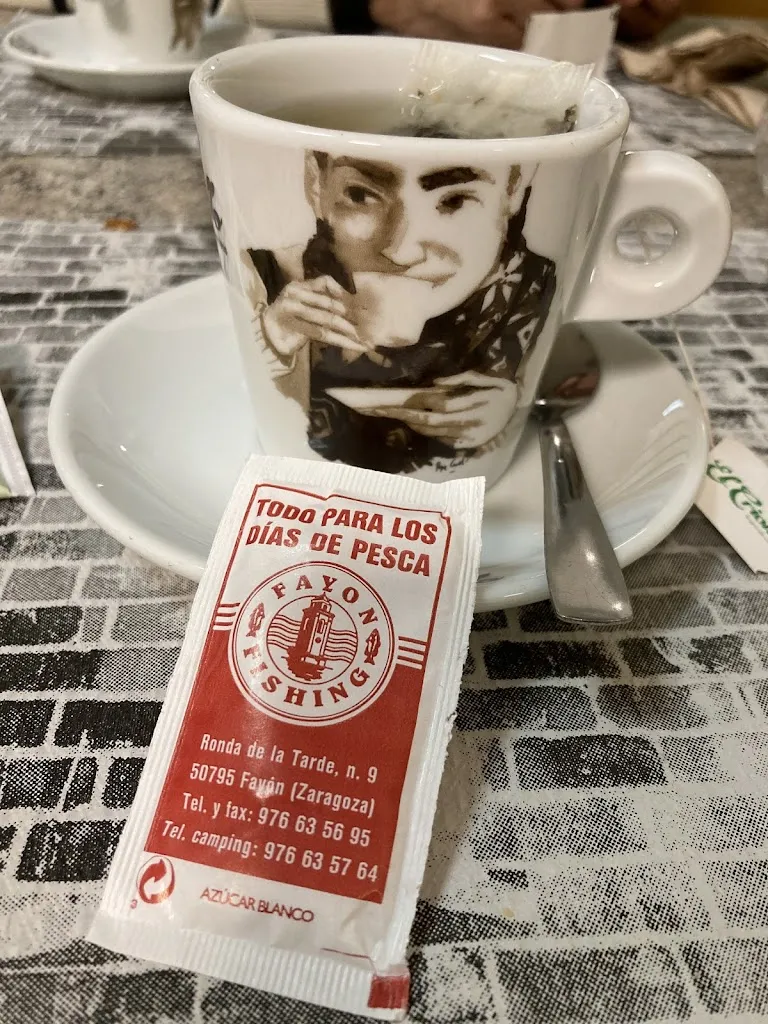 TODO PARA LOS
DÍAS DE PESCA
FAYON
FISHING
Ronda de la Tarde, n. 9
50795 Fayón (Zaragoza)
Tel. y fax: 976 63 56 95
Tel. camping: 976 63 57 64
AZÚCAR BLANCO
El